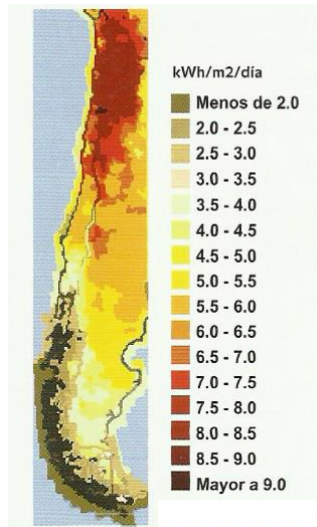 kWh/m2/día
Menos de 2.0
2.0 - 2.5
2.5 - 3.0
3.0 - 3.5
3.5 - 4.0
4.0 - 4.5
4.5 - 5.0
5.0 - 5.5
5.5 - 6.0
6.0 - 6.5
6.5 - 7.0
7.0 - 7.5
7.5 - 8.0
8.0 - 8.5
8.5 - 9.0
Mayor a 9.0